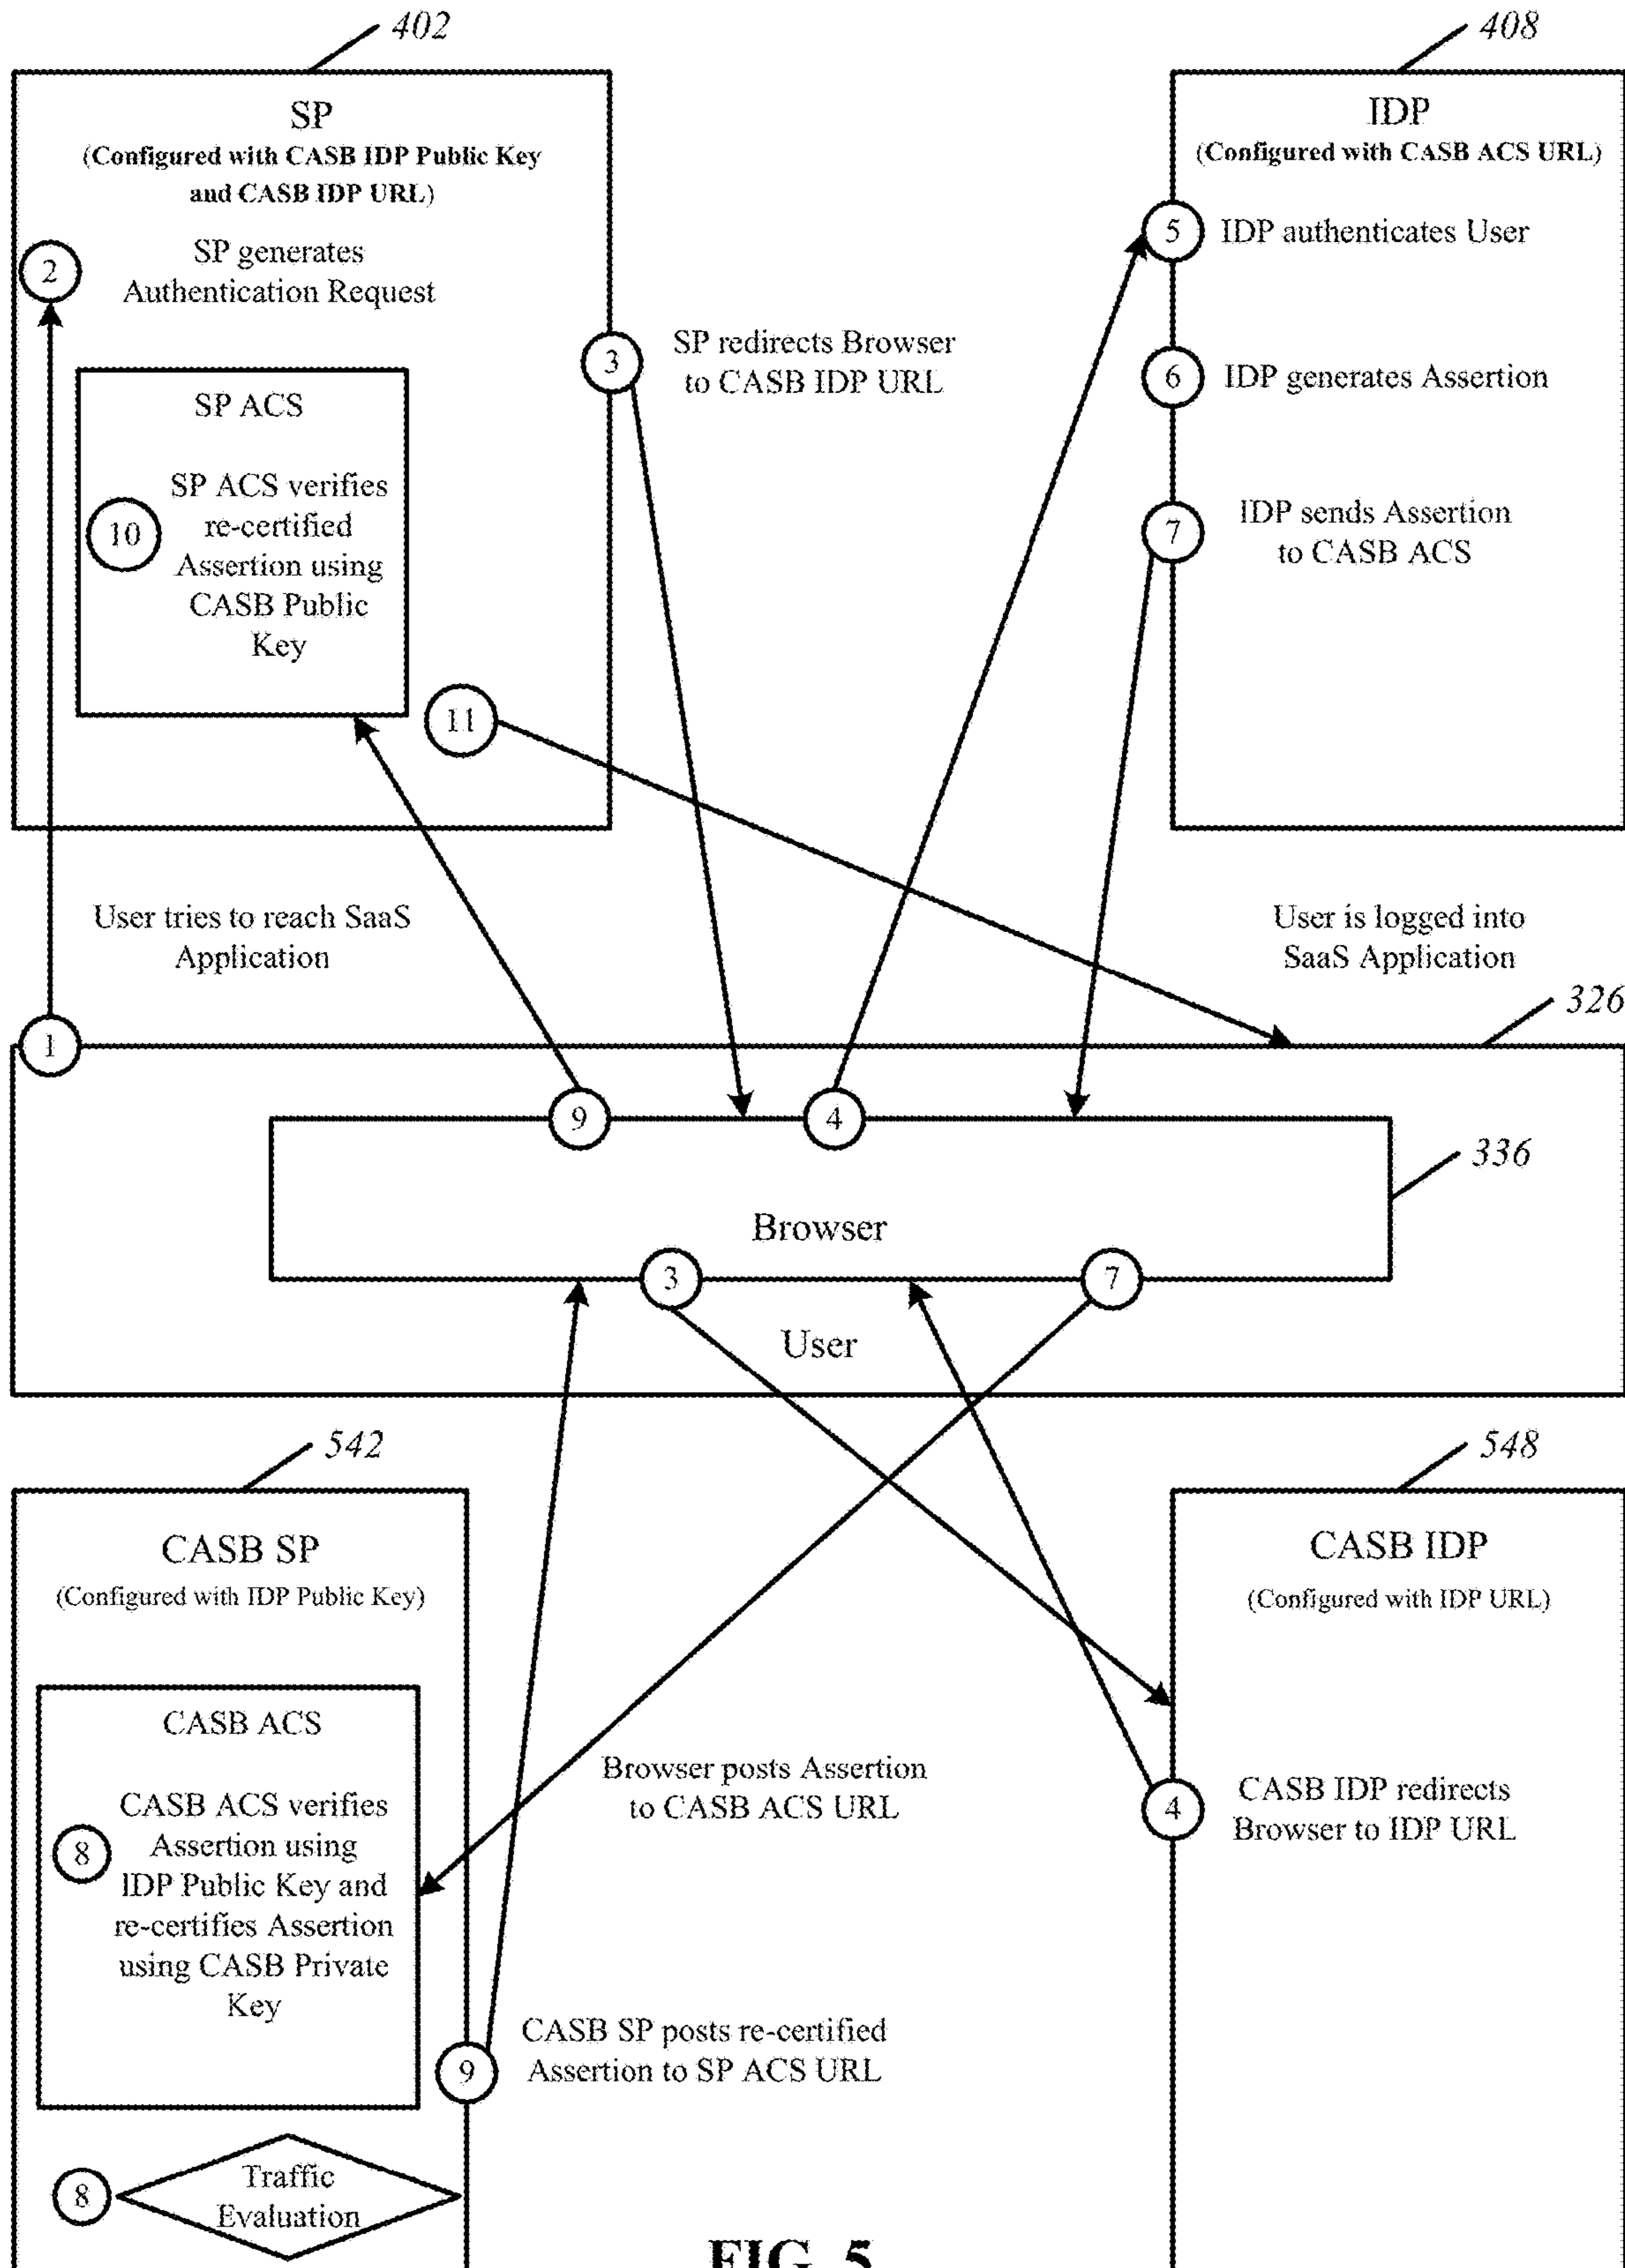 402
408
SP
(Configured with CASB IDP Public Key
and CASB IDP URL)
IDP
(Configured with CASB ACS URL)
2
SP generates
Authentication Request
5
IDP authenticates User
3
SP redirects Browser
to CASB IDP URL
6
IDP generates Assertion
SP ACS
10
SP ACS verifies
re-certified
Assertion using
CASB Public
Key
7
IDP sends Assertion
to CASB ACS
11
User tries to reach SaaS
Application
User is logged into
SaaS Application
326
1
9
4
336
Browser
3
7
User
542
548
CASB SP
(Configured with IDP Public Key)
CASB IDP
(Configured with IDP URL)
CASB ACS
8
CASB ACS verifies
Assertion using
IDP Public Key and
re-certifies Assertion
using CASB Private
Key
Browser posts Assertion
to CASB ACS URL
4
CASB IDP redirects
Browser to IDP URL
9
CASB SP posts re-certified
Assertion to SP ACS URL
8
Traffic
Evaluation
FIG. 5